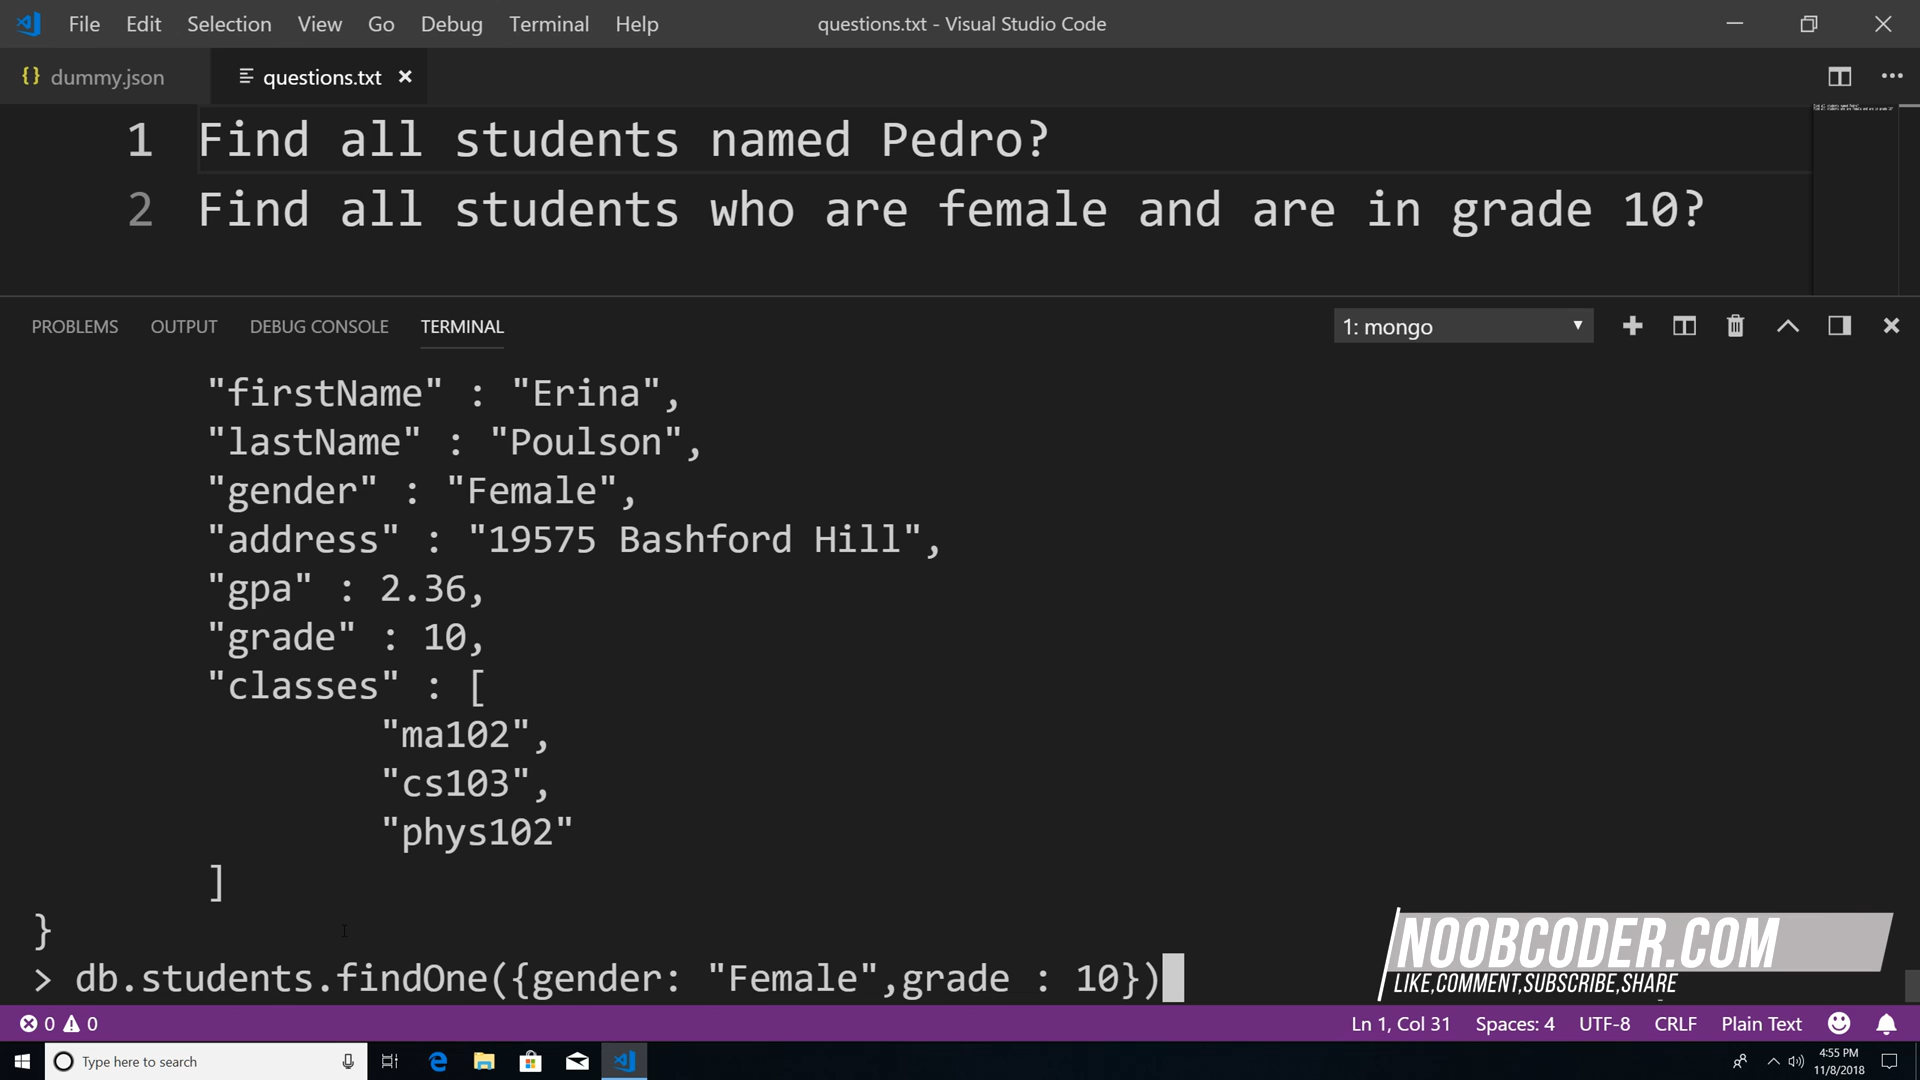 File Edit Selection View Go Debug Terminal Help questions.txt - Visual Studio Code
{} dummy.json questions.txt ×
1 Find all students named Pedro?
2 Find all students who are female and are in grade 10?
PROBLEMS OUTPUT DEBUG CONSOLE TERMINAL 1: mongo
"firstName" : "Erina",
"lastName" : "Poulson",
"gender" : "Female",
"address" : "19575 Bashford Hill",
"gpa" : 2.36,
"grade" : 10,
"classes" : [
"ma102",
"cs103",
"phys102"
]
}
> db.students.findOne({gender: "Female",grade : 10})
NOOBCODER.COM
LIKE,COMMENT,SUBSCRIBE,SHARE
0 0 Ln 1, Col 31 Spaces: 4 UTF-8 CRLF Plain Text
Type here to search 4:55 PM
11/8/2018